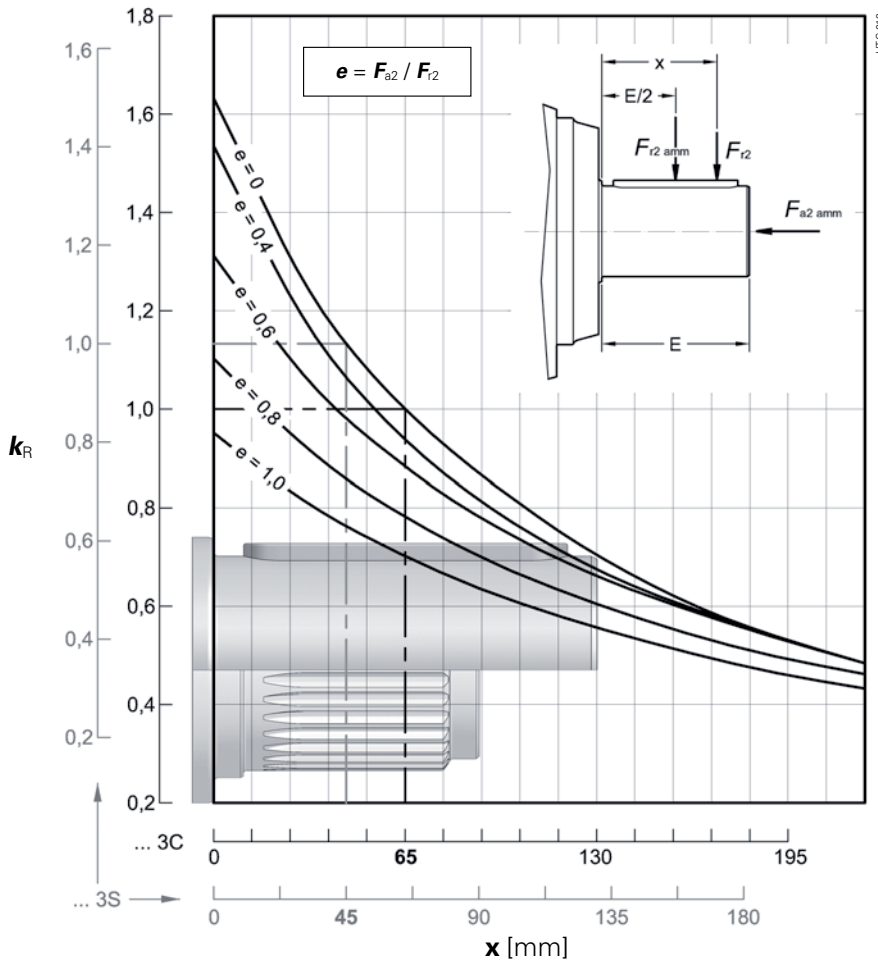 1,8
1,6
1,4
1,2
1,0
0,8
0,6
0,4
0,2
1,6
1,4
1,2
1,0
0,8
0,6
0,4
0,2
kR
e = Fa2 / Fr2
e = 0
e = 0,4
e = 0,6
e = 0,8
e = 1,0
x
E/2
Fr2 amm
Fr2
Fa2 amm
E
... 3C
0
65
130
195
... 3S
0
45
90
135
180
x [mm]